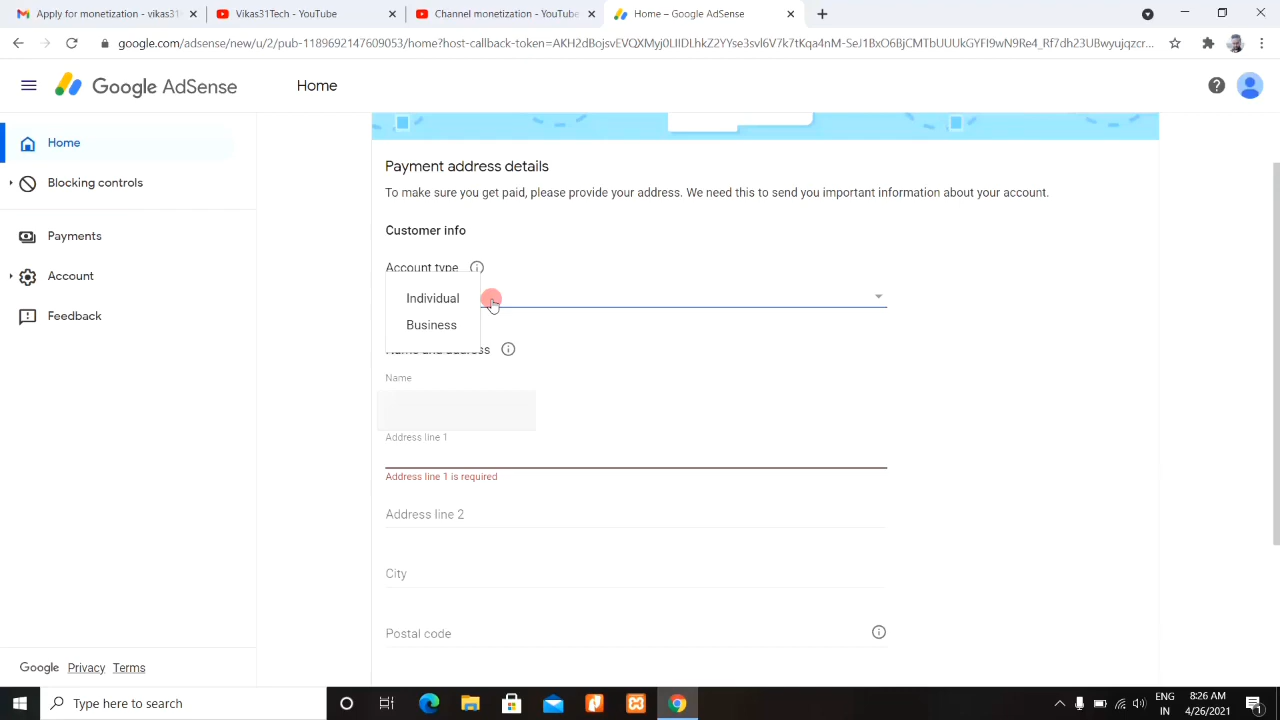 Apply for monetization - vikas31
Vikas31Tech - YouTube
Channel monetization - YouTube
Home – Google AdSense
google.com/adsense/new/u/2/pub-1189692147609053/home?host-callback-token=AKH2dBojsvEVQXMyj0LIIDLhkZ2YYse3svl6V7k7tKqa4nM-SeJ1BxO6BjCMTbUUUkGYFI9wN9Re4_Rf7dh23UBwyujqzcr...
Google AdSense
Home
Home
Blocking controls
Payments
Account
Feedback
Payment address details
To make sure you get paid, please provide your address. We need this to send you important information about your account.
Customer info
Account type
Individual
Business
Name and address
Name
Address line 1
Address line 1 is required
Address line 2
City
Postal code
Google Privacy Terms
Type here to search
ENG
IN
8:26 AM
4/26/2021